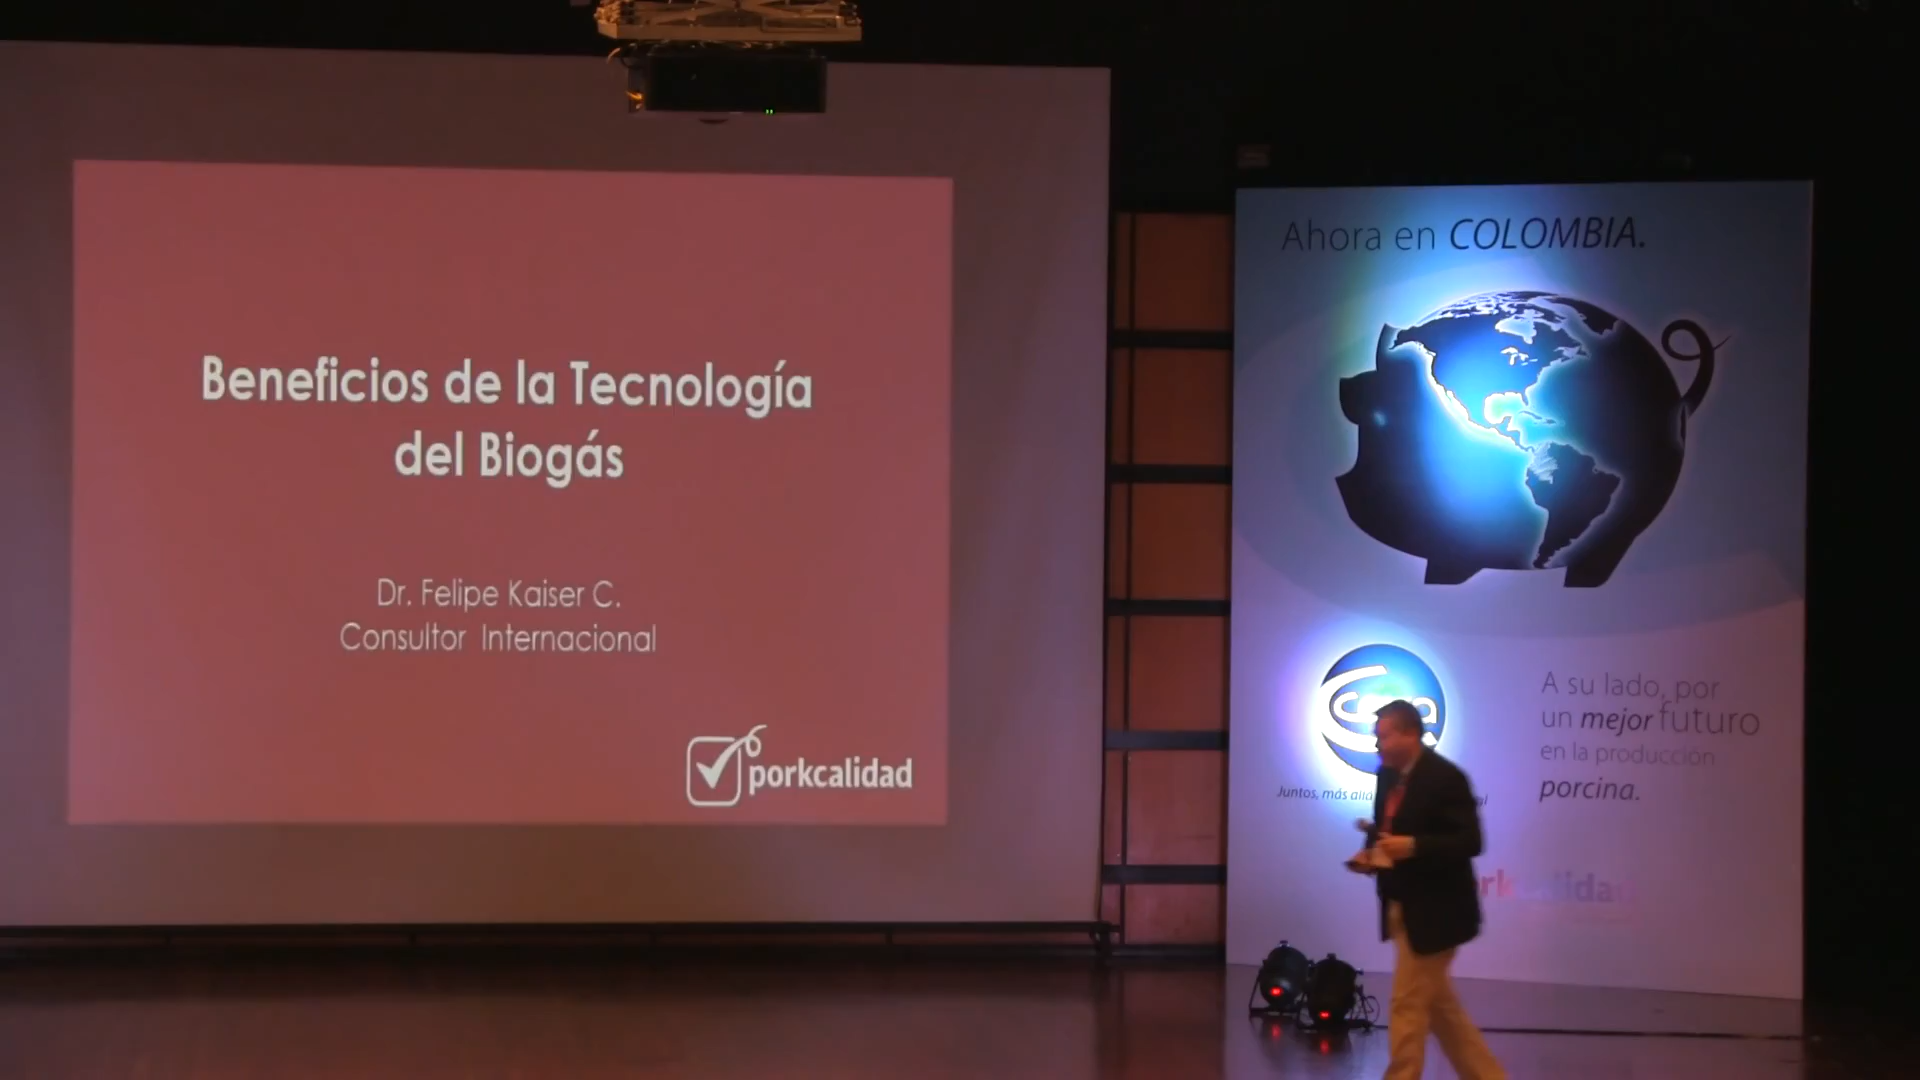 Beneficios de la Tecnología
del Biogás
Dr. Felipe Kaiser C.
Consultor Internacional
porkcalidad
Ahora en COLOMBIA.
A su lado, por
un mejor futuro
en la producción
porcina.
Juntos, más allá